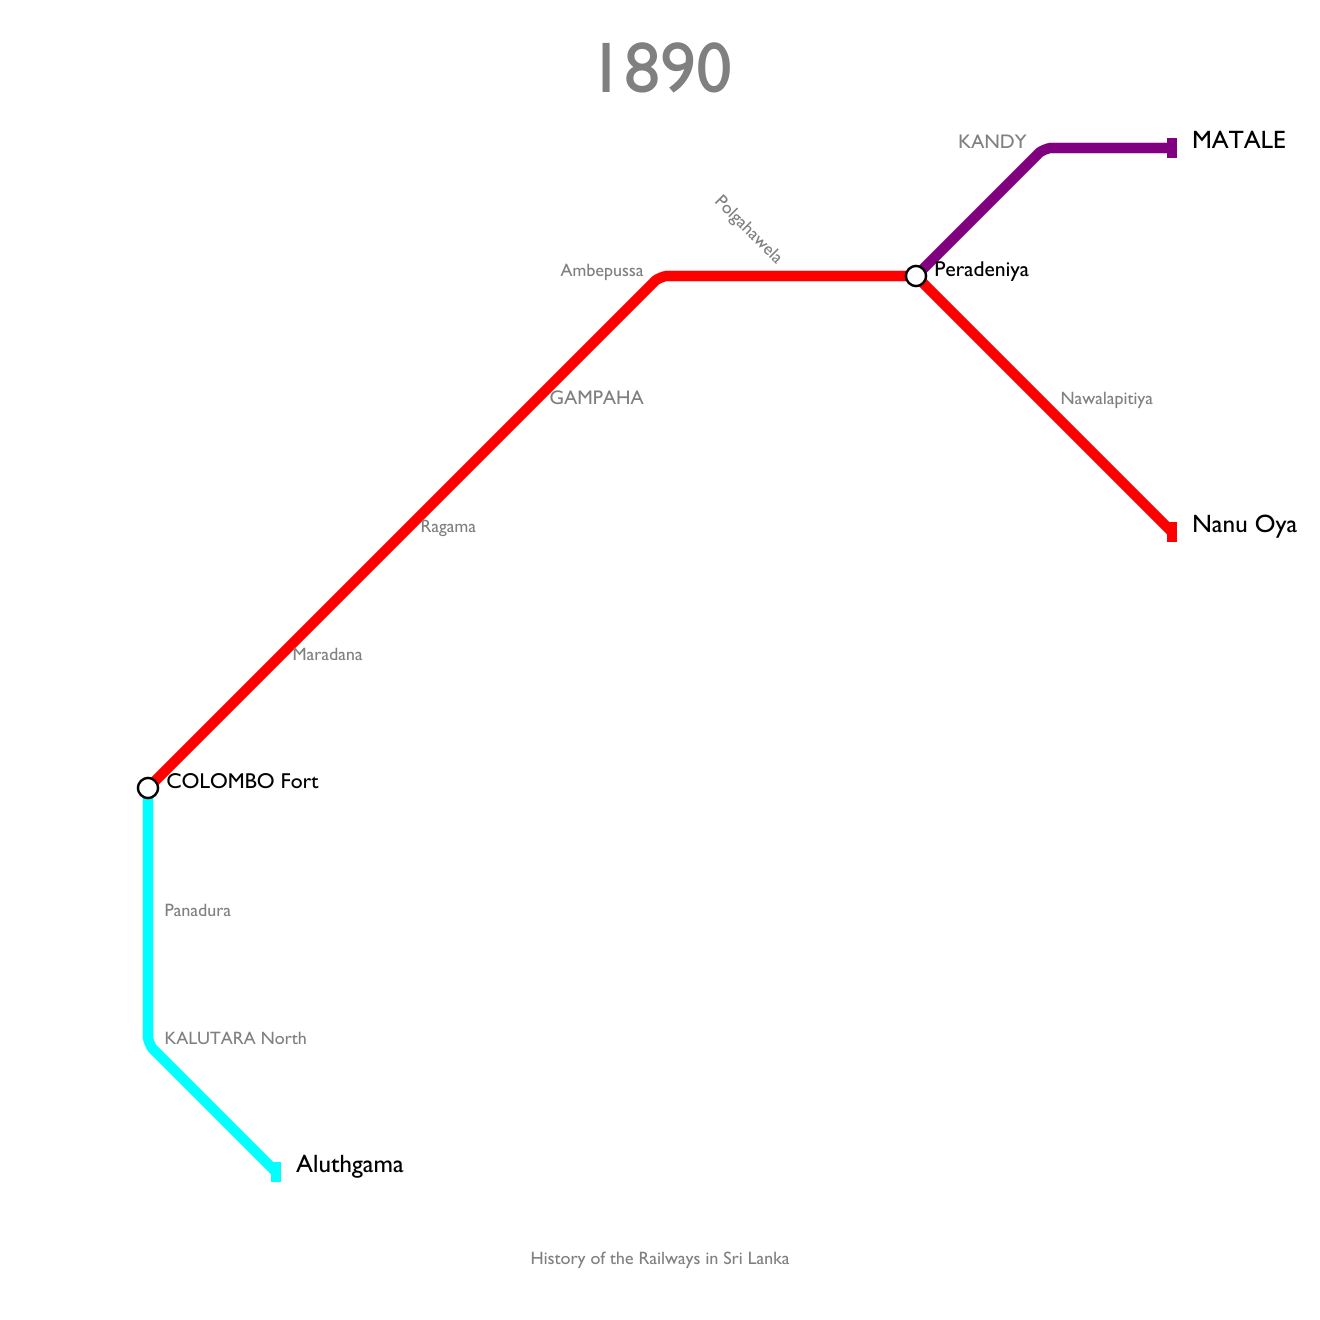 1890
KANDY
MATALE
Polgahawela
Ambepussa
Peradeniya
GAMPAHA
Nawalapitiya
Ragama
Nanu Oya
Maradana
COLOMBO Fort
Panadura
KALUTARA North
Aluthgama
History of the Railways in Sri Lanka